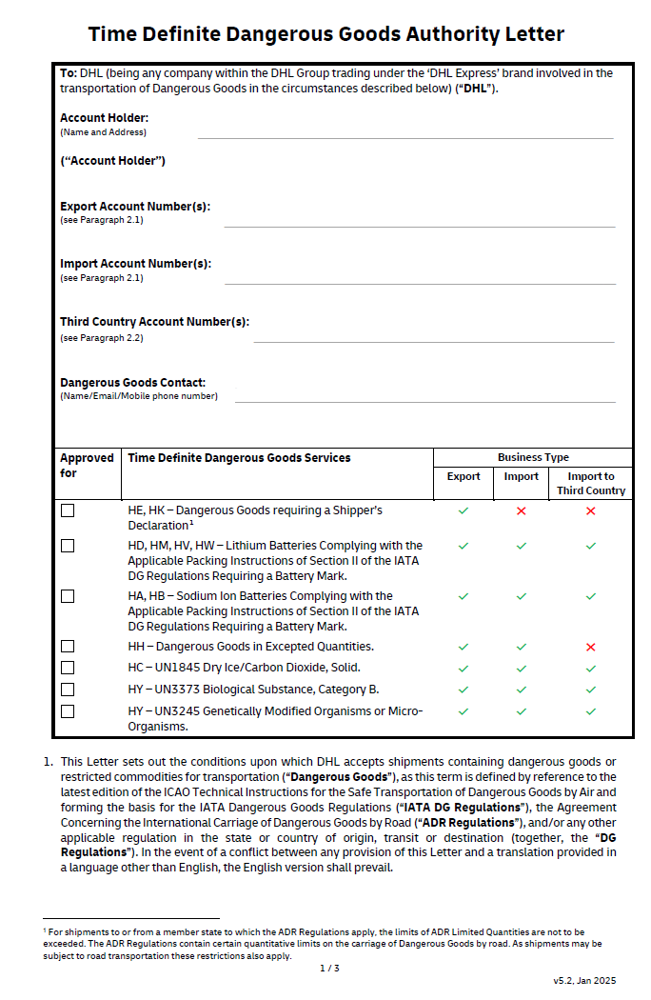 Time Definite Dangerous Goods Authority Letter
To: DHL (being any company within the DHL Group trading under the ‘DHL Express’ brand involved in the
transportation of Dangerous Goods in the circumstances described below) (“DHL”).
Account Holder:
(Name and Address)
(“Account Holder”)
Export Account Number(s):
(see Paragraph 2.1)
Import Account Number(s):
(see Paragraph 2.1)
Third Country Account Number(s):
(see Paragraph 2.2)
Dangerous Goods Contact:
(Name/Email/Mobile phone number)
Approved for
Time Definite Dangerous Goods Services
Business Type
Export
Import
Import to
Third Country
HE, HK – Dangerous Goods requiring a Shipper's
Declaration¹
HD, HM, HV, HW – Lithium Batteries Complying with the
Applicable Packing Instructions of Section II of the IATA
DG Regulations Requiring a Battery Mark.
HA, HB – Sodium Ion Batteries Complying with the
Applicable Packing Instructions of Section II of the IATA
DG Regulations Requiring a Battery Mark.
HH – Dangerous Goods in Excepted Quantities.
HC – UN1845 Dry Ice/Carbon Dioxide, Solid.
HY – UN3373 Biological Substance, Category B.
HY – UN3245 Genetically Modified Organisms or Micro-
Organisms.
1. This Letter sets out the conditions upon which DHL accepts shipments containing dangerous goods or
restricted commodities for transportation (“Dangerous Goods”), as this term is defined by reference to the
latest edition of the ICAO Technical Instructions for the Safe Transportation of Dangerous Goods by Air and
forming the basis for the IATA Dangerous Goods Regulations (“IATA DG Regulations”), the Agreement
Concerning the International Carriage of Dangerous Goods by Road (“ADR Regulations”), and/or any other
applicable regulation in the state or country of origin, transit or destination (together, the “DG
Regulations”). In the event of a conflict between any provision of this Letter and a translation provided in
a language other than English, the English version shall prevail.
¹ For shipments to or from a member state to which the ADR Regulations apply, the limits of ADR Limited Quantities are not to be
exceeded. The ADR Regulations contain certain quantitative limits on the carriage of Dangerous Goods by road. As shipments may be
subject to road transportation these restrictions also apply.
1 / 3
v5.2, Jan 2025